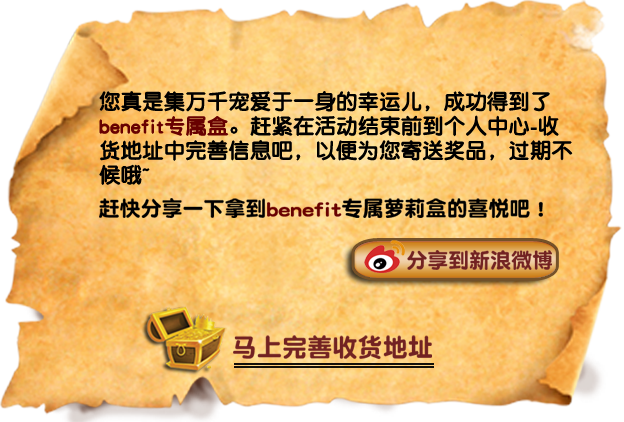 您真是集万千宠爱于一身的幸运儿，成功得到了
benefit专属盒。赶紧在活动结束前到个人中心-收
货地址中完善信息吧，以便为您寄送奖品，过期不
候哦~
赶快分享一下拿到benefit专属萝莉盒的喜悦吧！
分享到新浪微博
马上完善收货地址